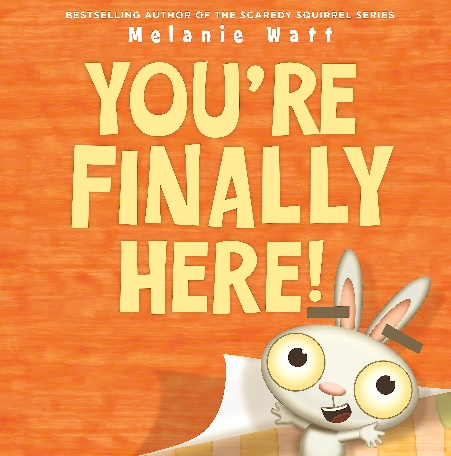 BESTSELLING AUTHOR OF THE SCAREDY SQUIRREL SERIES
Melanie Watt
YOU'RE
FINALLY
HERE!